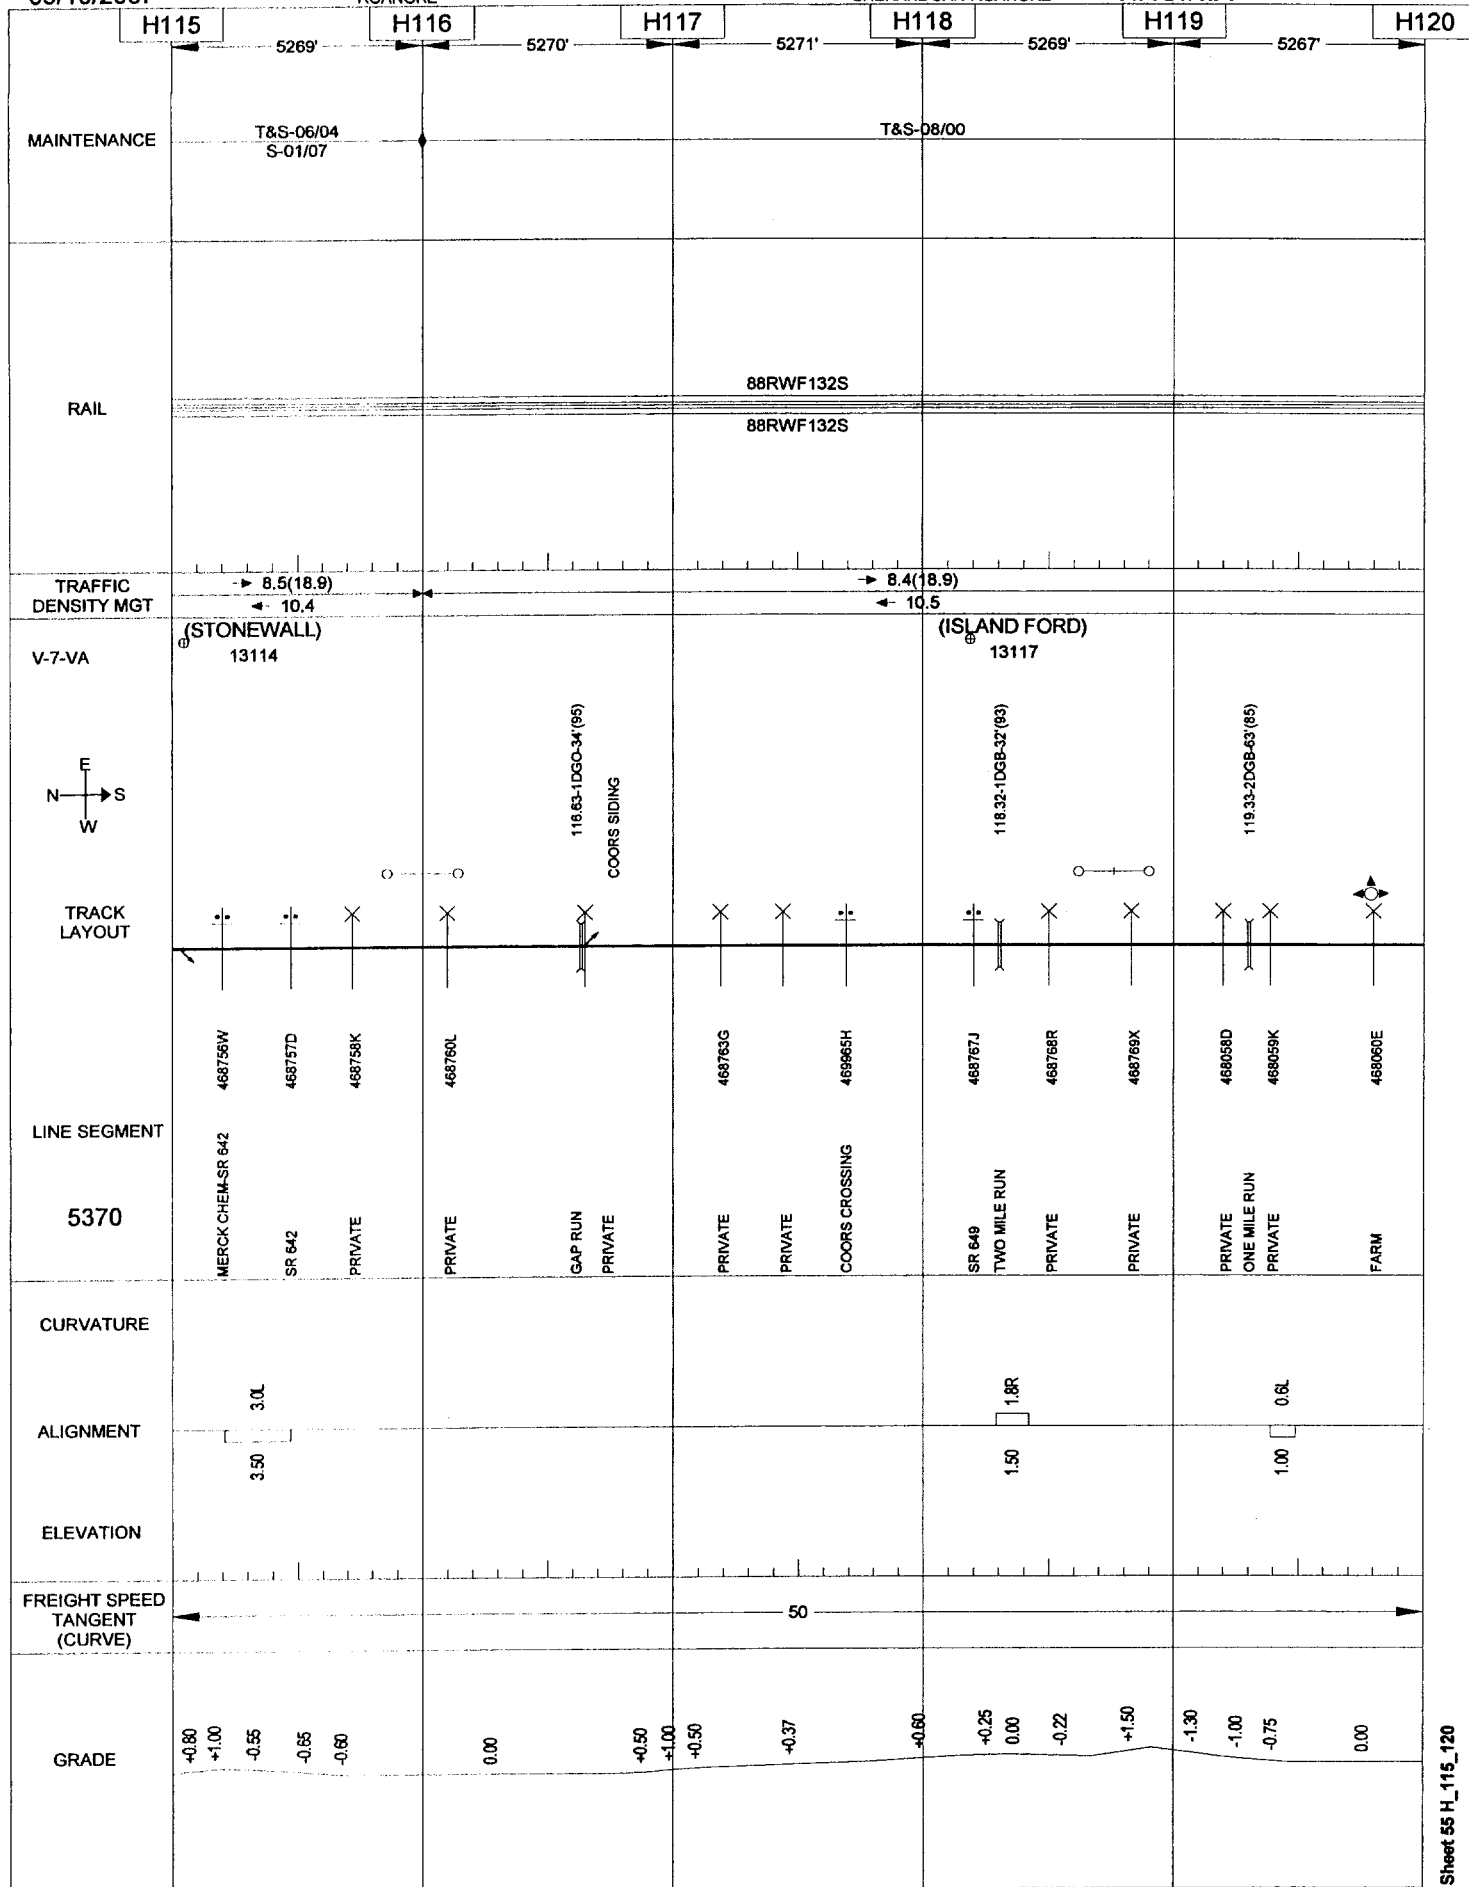 ROANOKE
H115
H116
H117
H118
H119
H120
5269'
5270'
5271'
5269'
5267'
MAINTENANCE
T&S-06/04
S-01/07
T&S-08/00
RAIL
88RWF132S
88RWF132S
TRAFFIC
DENSITY MGT
8.5(18.9)
10.4
8.4(18.9)
10.5
V-7-VA
(STONEWALL)
13114
(ISLAND FORD)
13117
E
N S
W
116.63-1DGO-34'(95)
COORS SIDING
118.32-1DGB-32'(93)
119.33-2DGB-63'(85)
TRACK
LAYOUT
468756W
468757D
468758K
468760L
468763G
469965H
468767J
468768R
468769X
468058D
468059K
468060E
LINE SEGMENT
5370
MERCK CHEM-SR 642
SR 642
PRIVATE
PRIVATE
GAP RUN
PRIVATE
PRIVATE
PRIVATE
COORS CROSSING
SR 649
TWO MILE RUN
PRIVATE
PRIVATE
PRIVATE
ONE MILE RUN
PRIVATE
FARM
CURVATURE
3.0L
1.8R
0.6L
ALIGNMENT
3.50
1.50
1.00
ELEVATION
FREIGHT SPEED
TANGENT
(CURVE)
50
GRADE
+0.80
+1.00
-0.55
-0.65
-0.60
0.00
+0.50
+1.00
+0.50
+0.37
+0.60
+0.25
0.00
-0.22
+1.50
-1.30
-1.00
-0.75
0.00
Sheet 55 H_115_120